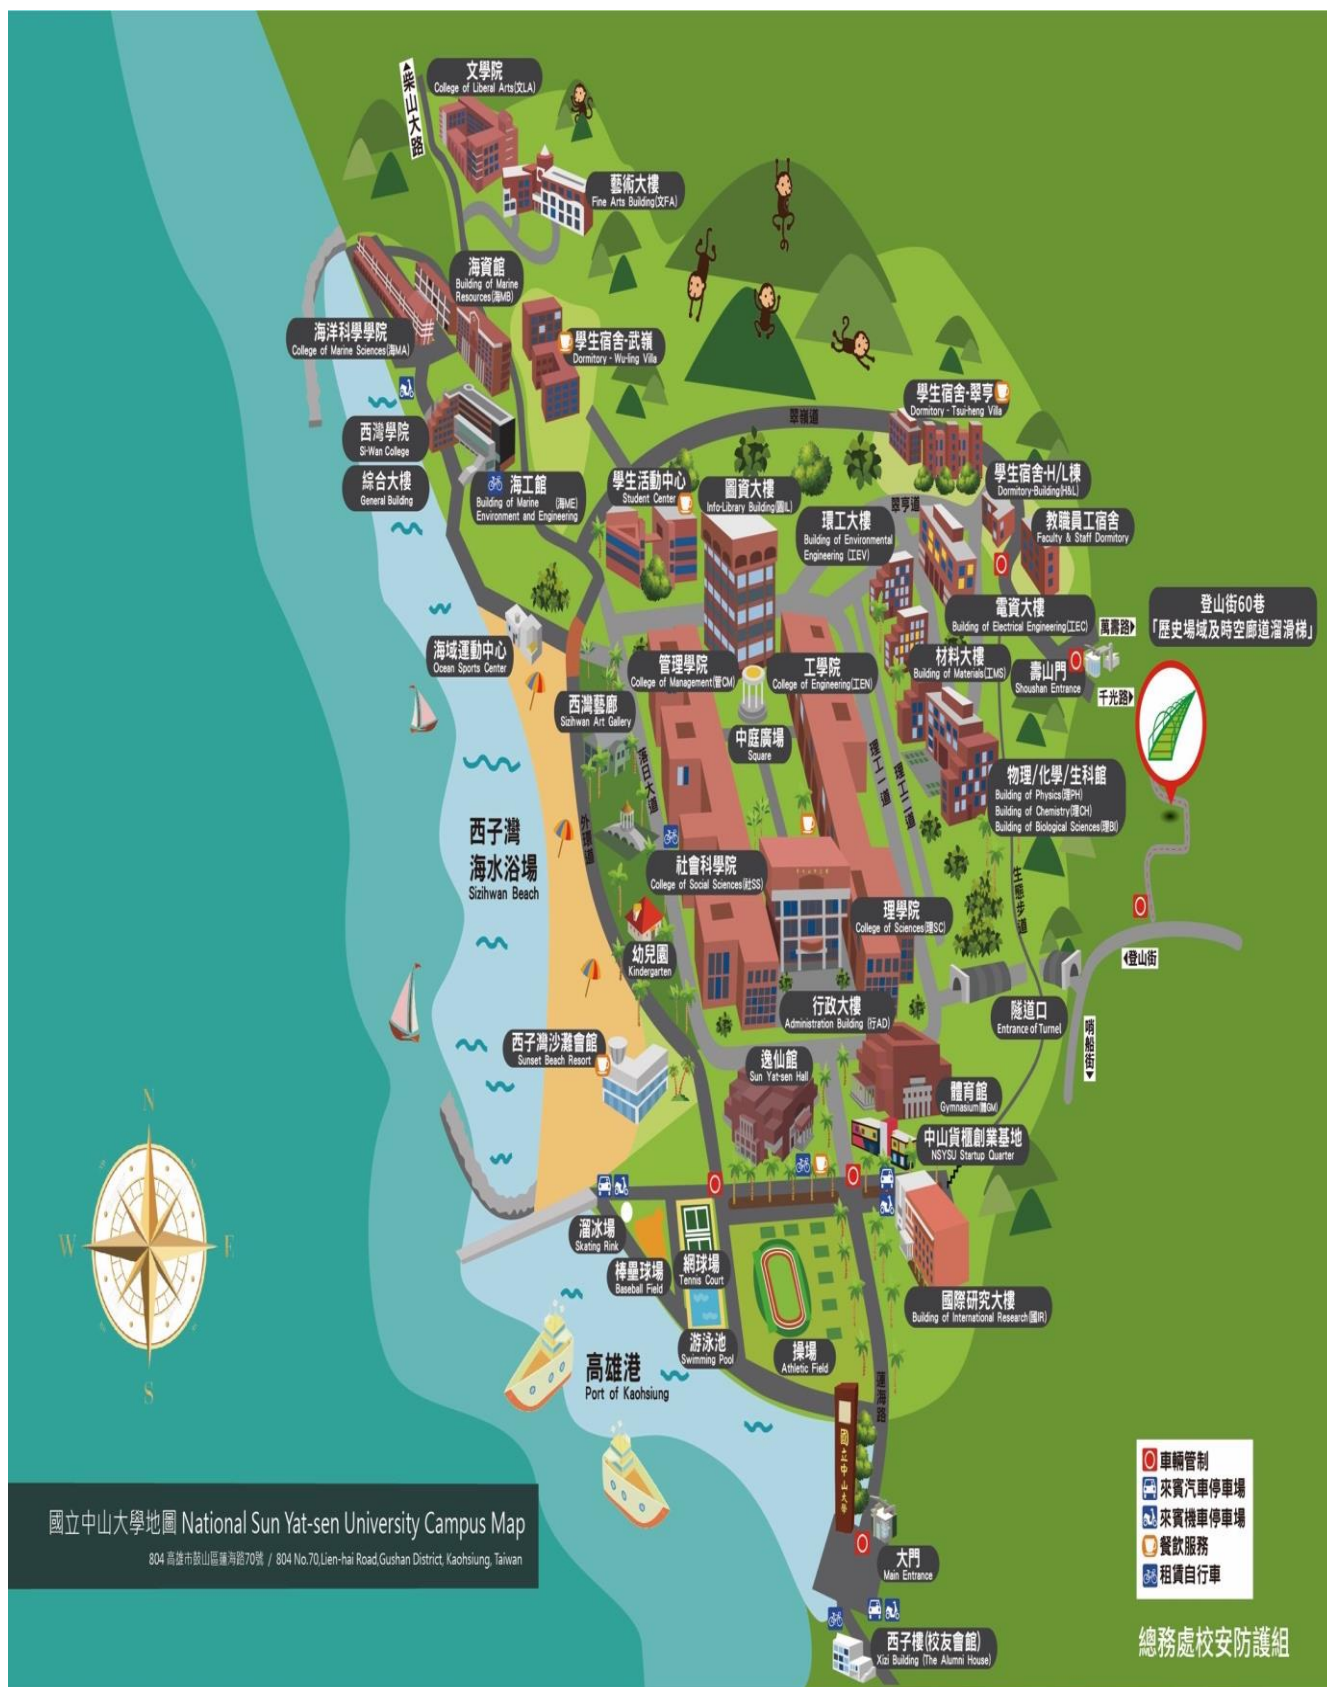 柴山大路
文學院
College of Liberal Arts(文LA)
藝術大樓
Fine Arts Building(文FA)
海資館
Building of Marine
Resources(海MB)
海洋科學學院
College of Marine Sciences(海MA)
學生宿舍-武嶺
Dormitory - Wu-ling Villa
學生宿舍-翠亨
Dormitory - Tsui-heng Villa
翠嶺道
西灣學院
Si-Wan College
綜合大樓
General Building
海工館
Building of Marine (海ME)
Environment and Engineering
學生活動中心
Student Center
圖資大樓
Info-Library Building(圖IL)
學生宿舍-H/L棟
Dormitory-Building(H&L)
翠亨道
環工大樓
Building of Environmental
Engineering (工EV)
教職員工宿舍
Faculty & Staff Dormitory
電資大樓
Building of Electrical Engineering(工EC)
萬壽路
登山街60巷
「歷史場域及時空廊道溜滑梯」
海域運動中心
Ocean Sports Center
管理學院
College of Management(管CM)
工學院
College of Engineering(工EN)
材料大樓
Building of Materials(工MS)
壽山門
Shoushan Entrance
千光路
西灣藝廊
Sizihwan Art Gallery
中庭廣場
Square
落日大道
理工一道
理工二道
物理/化學/生科館
Building of Physics(理PH)
Building of Chemistry(理CH)
Building of Biological Sciences(理BI)
外環道
西子灣
海水浴場
Sizihwan Beach
社會科學院
College of Social Sciences(社SS)
生態步道
理學院
College of Sciences(理SC)
幼兒園
Kindergarten
登山街
行政大樓
Administration Building (行AD)
隧道口
Entrance of Turnel
哨船街
西子灣沙灘會館
Sunset Beach Resort
逸仙館
Sun Yat-sen Hall
體育館
Gymnasium(體GM)
中山貨櫃創業基地
NSYSU Startup Quarter
N
W
E
S
溜冰場
Skating Rink
棒壘球場
Baseball Field
網球場
Tennis Court
國際研究大樓
Building of International Research(國IR)
游泳池
Swimming Pool
操場
Athletic Field
高雄港
Port of Kaohsiung
蓮海路
國立中山大學
大門
Main Entrance
西子樓(校友會館)
Xizi Building (The Alumni House)
車輛管制
來賓汽車停車場
來賓機車停車場
餐飲服務
租賃自行車
國立中山大學地圖 National Sun Yat-sen University Campus Map
804 高雄市鼓山區蓮海路70號 / 804 No.70,Lien-hai Road,Gushan District, Kaohsiung, Taiwan
總務處校安防護組